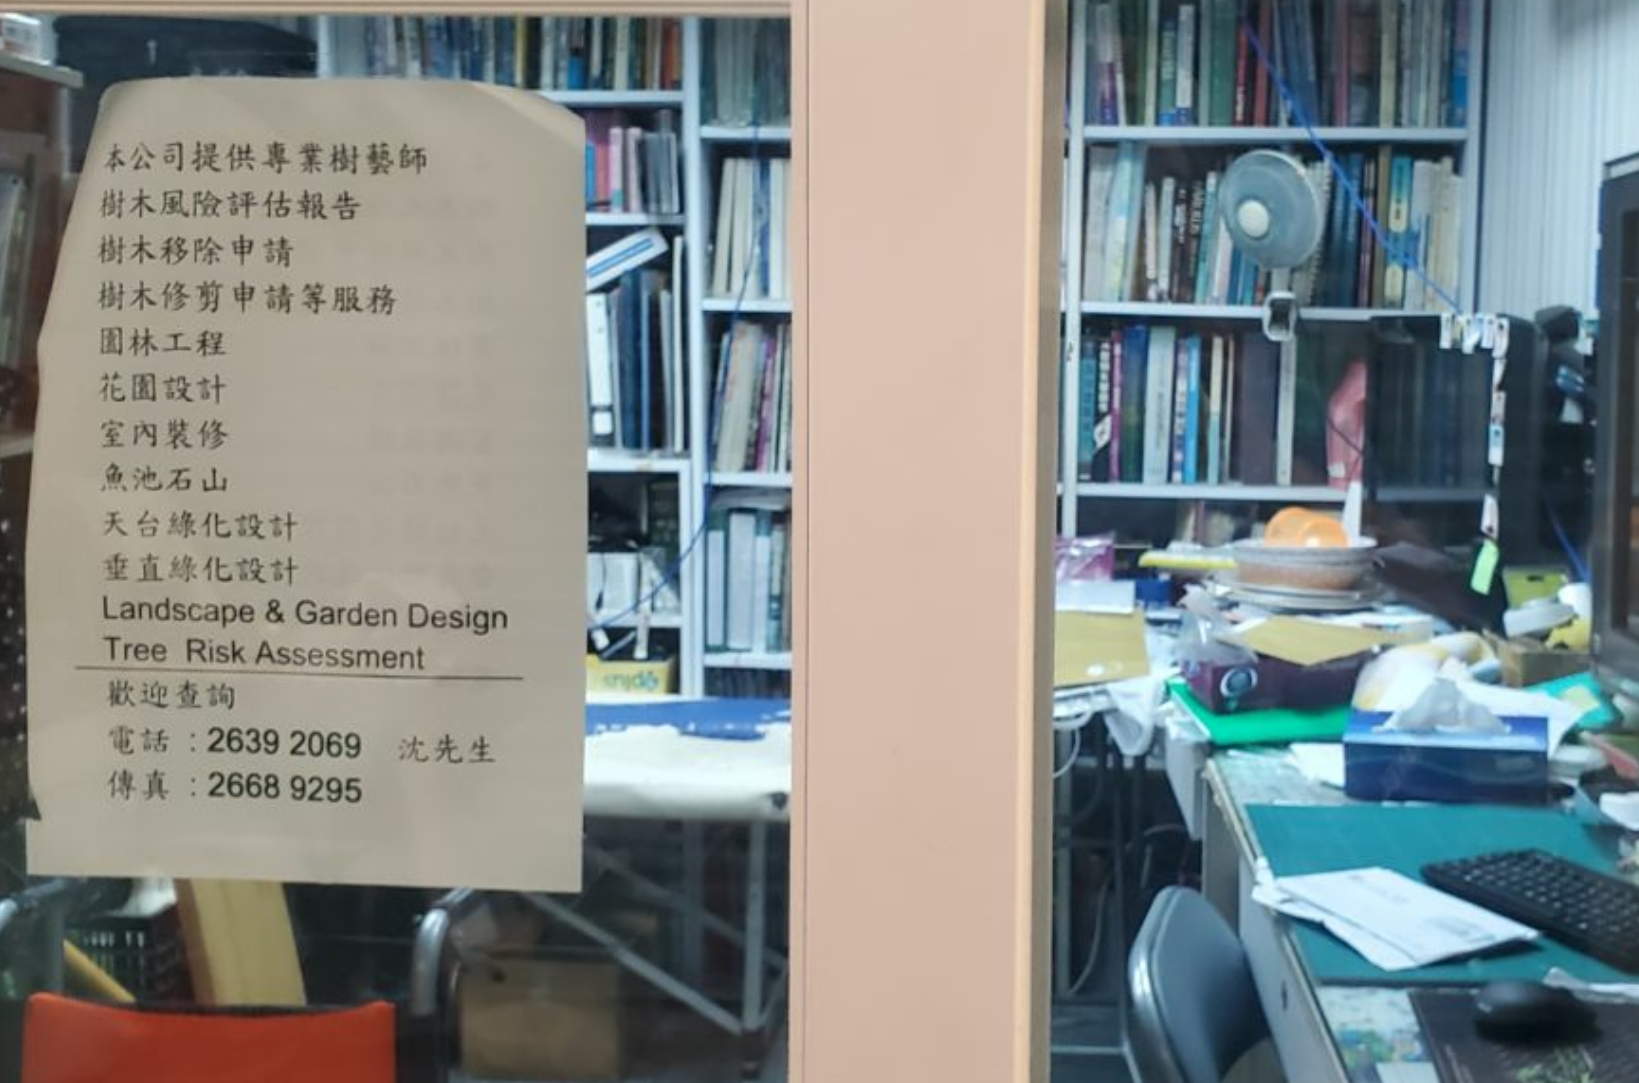 本公司提供專業樹藝師
樹木風險評估報告
樹木移除申請
樹木修剪申請等服務
園林工程
花園設計
室內裝修
魚池石山
天台綠化設計
垂直綠化設計
Landscape & Garden Design
Tree Risk Assessment
歡迎查詢
電話 : 2639 2069 沈先生
傳真 : 2668 9295